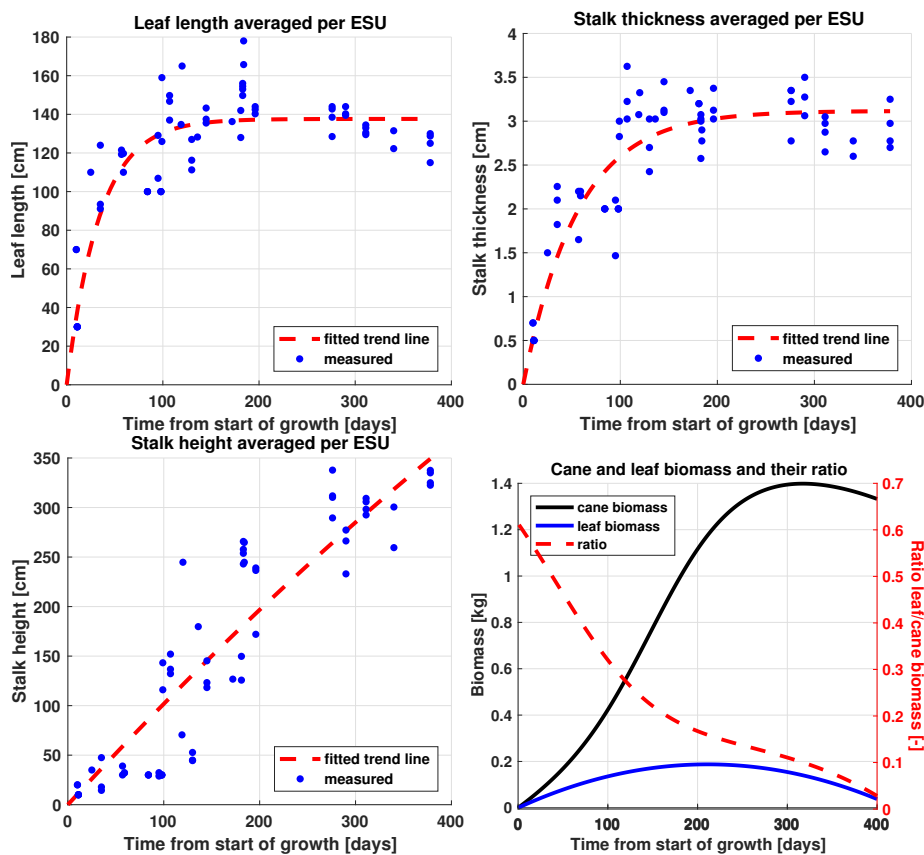 Leaf length averaged per ESU
180
160
140
120
100
80
60
40
20
0
Leaf length [cm]
fitted trend line
measured
0 100 200 300 400
Time from start of growth [days]
Stalk thickness averaged per ESU
4
3.5
3
2.5
2
1.5
1
0.5
0
Stalk thickness [cm]
fitted trend line
measured
0 100 200 300 400
Time from start of growth [days]
Stalk height averaged per ESU
350
300
250
200
150
100
50
0
Stalk height [cm]
fitted trend line
measured
0 100 200 300 400
Time from start of growth [days]
Cane and leaf biomass and their ratio
1.4
1.2
1
0.8
0.6
0.4
0.2
0
Biomass [kg]
cane biomass
leaf biomass
ratio
0.7
0.6
0.5
0.4
0.3
0.2
0.1
0
Ratio leaf/cane
biomass [-]
0 100 200 300 400
Time from start of growth [days]